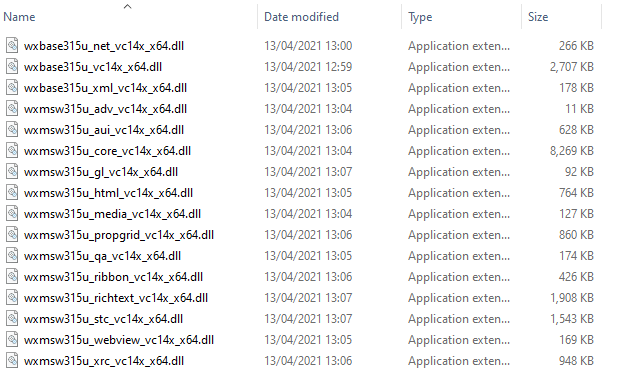 Name Date modified Type Size
wxbase315u_net_vc14x_x64.dll 13/04/2021 13:00 Application exten... 266 KB
wxbase315u_vc14x_x64.dll 13/04/2021 12:59 Application exten... 2,707 KB
wxbase315u_xml_vc14x_x64.dll 13/04/2021 13:05 Application exten... 178 KB
wxmsw315u_adv_vc14x_x64.dll 13/04/2021 13:04 Application exten... 11 KB
wxmsw315u_aui_vc14x_x64.dll 13/04/2021 13:06 Application exten... 628 KB
wxmsw315u_core_vc14x_x64.dll 13/04/2021 13:04 Application exten... 8,269 KB
wxmsw315u_gl_vc14x_x64.dll 13/04/2021 13:07 Application exten... 92 KB
wxmsw315u_html_vc14x_x64.dll 13/04/2021 13:05 Application exten... 764 KB
wxmsw315u_media_vc14x_x64.dll 13/04/2021 13:04 Application exten... 127 KB
wxmsw315u_propgrid_vc14x_x64.dll 13/04/2021 13:06 Application exten... 860 KB
wxmsw315u_qa_vc14x_x64.dll 13/04/2021 13:05 Application exten... 174 KB
wxmsw315u_ribbon_vc14x_x64.dll 13/04/2021 13:06 Application exten... 426 KB
wxmsw315u_richtext_vc14x_x64.dll 13/04/2021 13:07 Application exten... 1,908 KB
wxmsw315u_stc_vc14x_x64.dll 13/04/2021 13:07 Application exten... 1,543 KB
wxmsw315u_webview_vc14x_x64.dll 13/04/2021 13:05 Application exten... 169 KB
wxmsw315u_xrc_vc14x_x64.dll 13/04/2021 13:06 Application exten... 948 KB